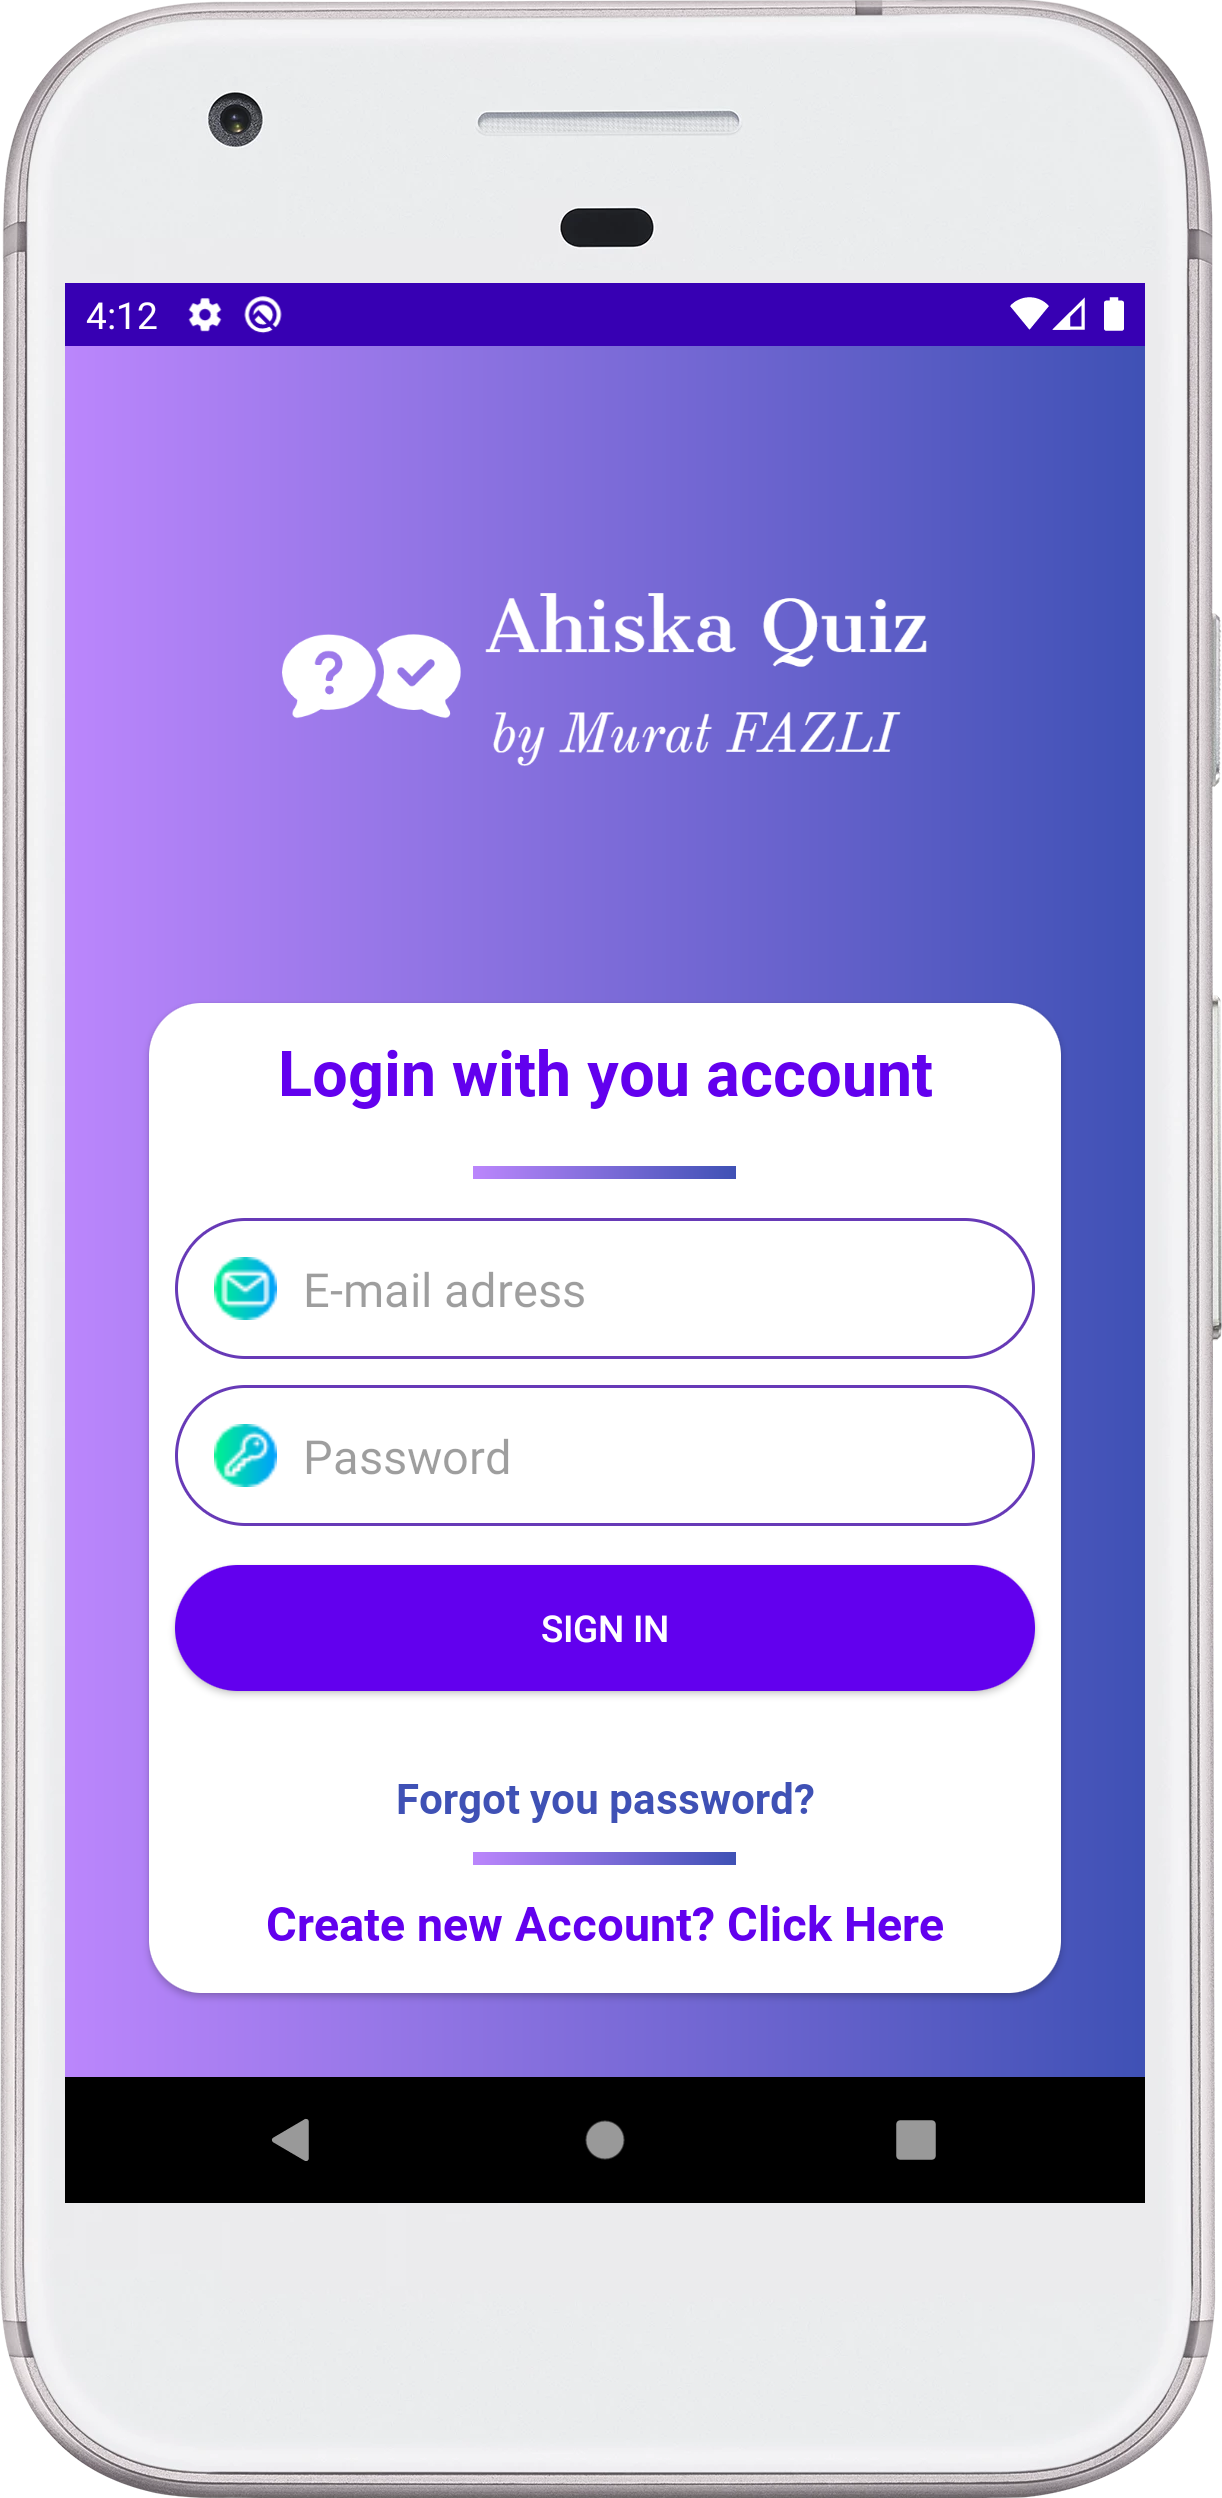 4:12
Ahiska Quiz
by Murat FAZLI
Login with you account
E-mail adress
Password
SIGN IN
Forgot you password?
Create new Account? Click Here